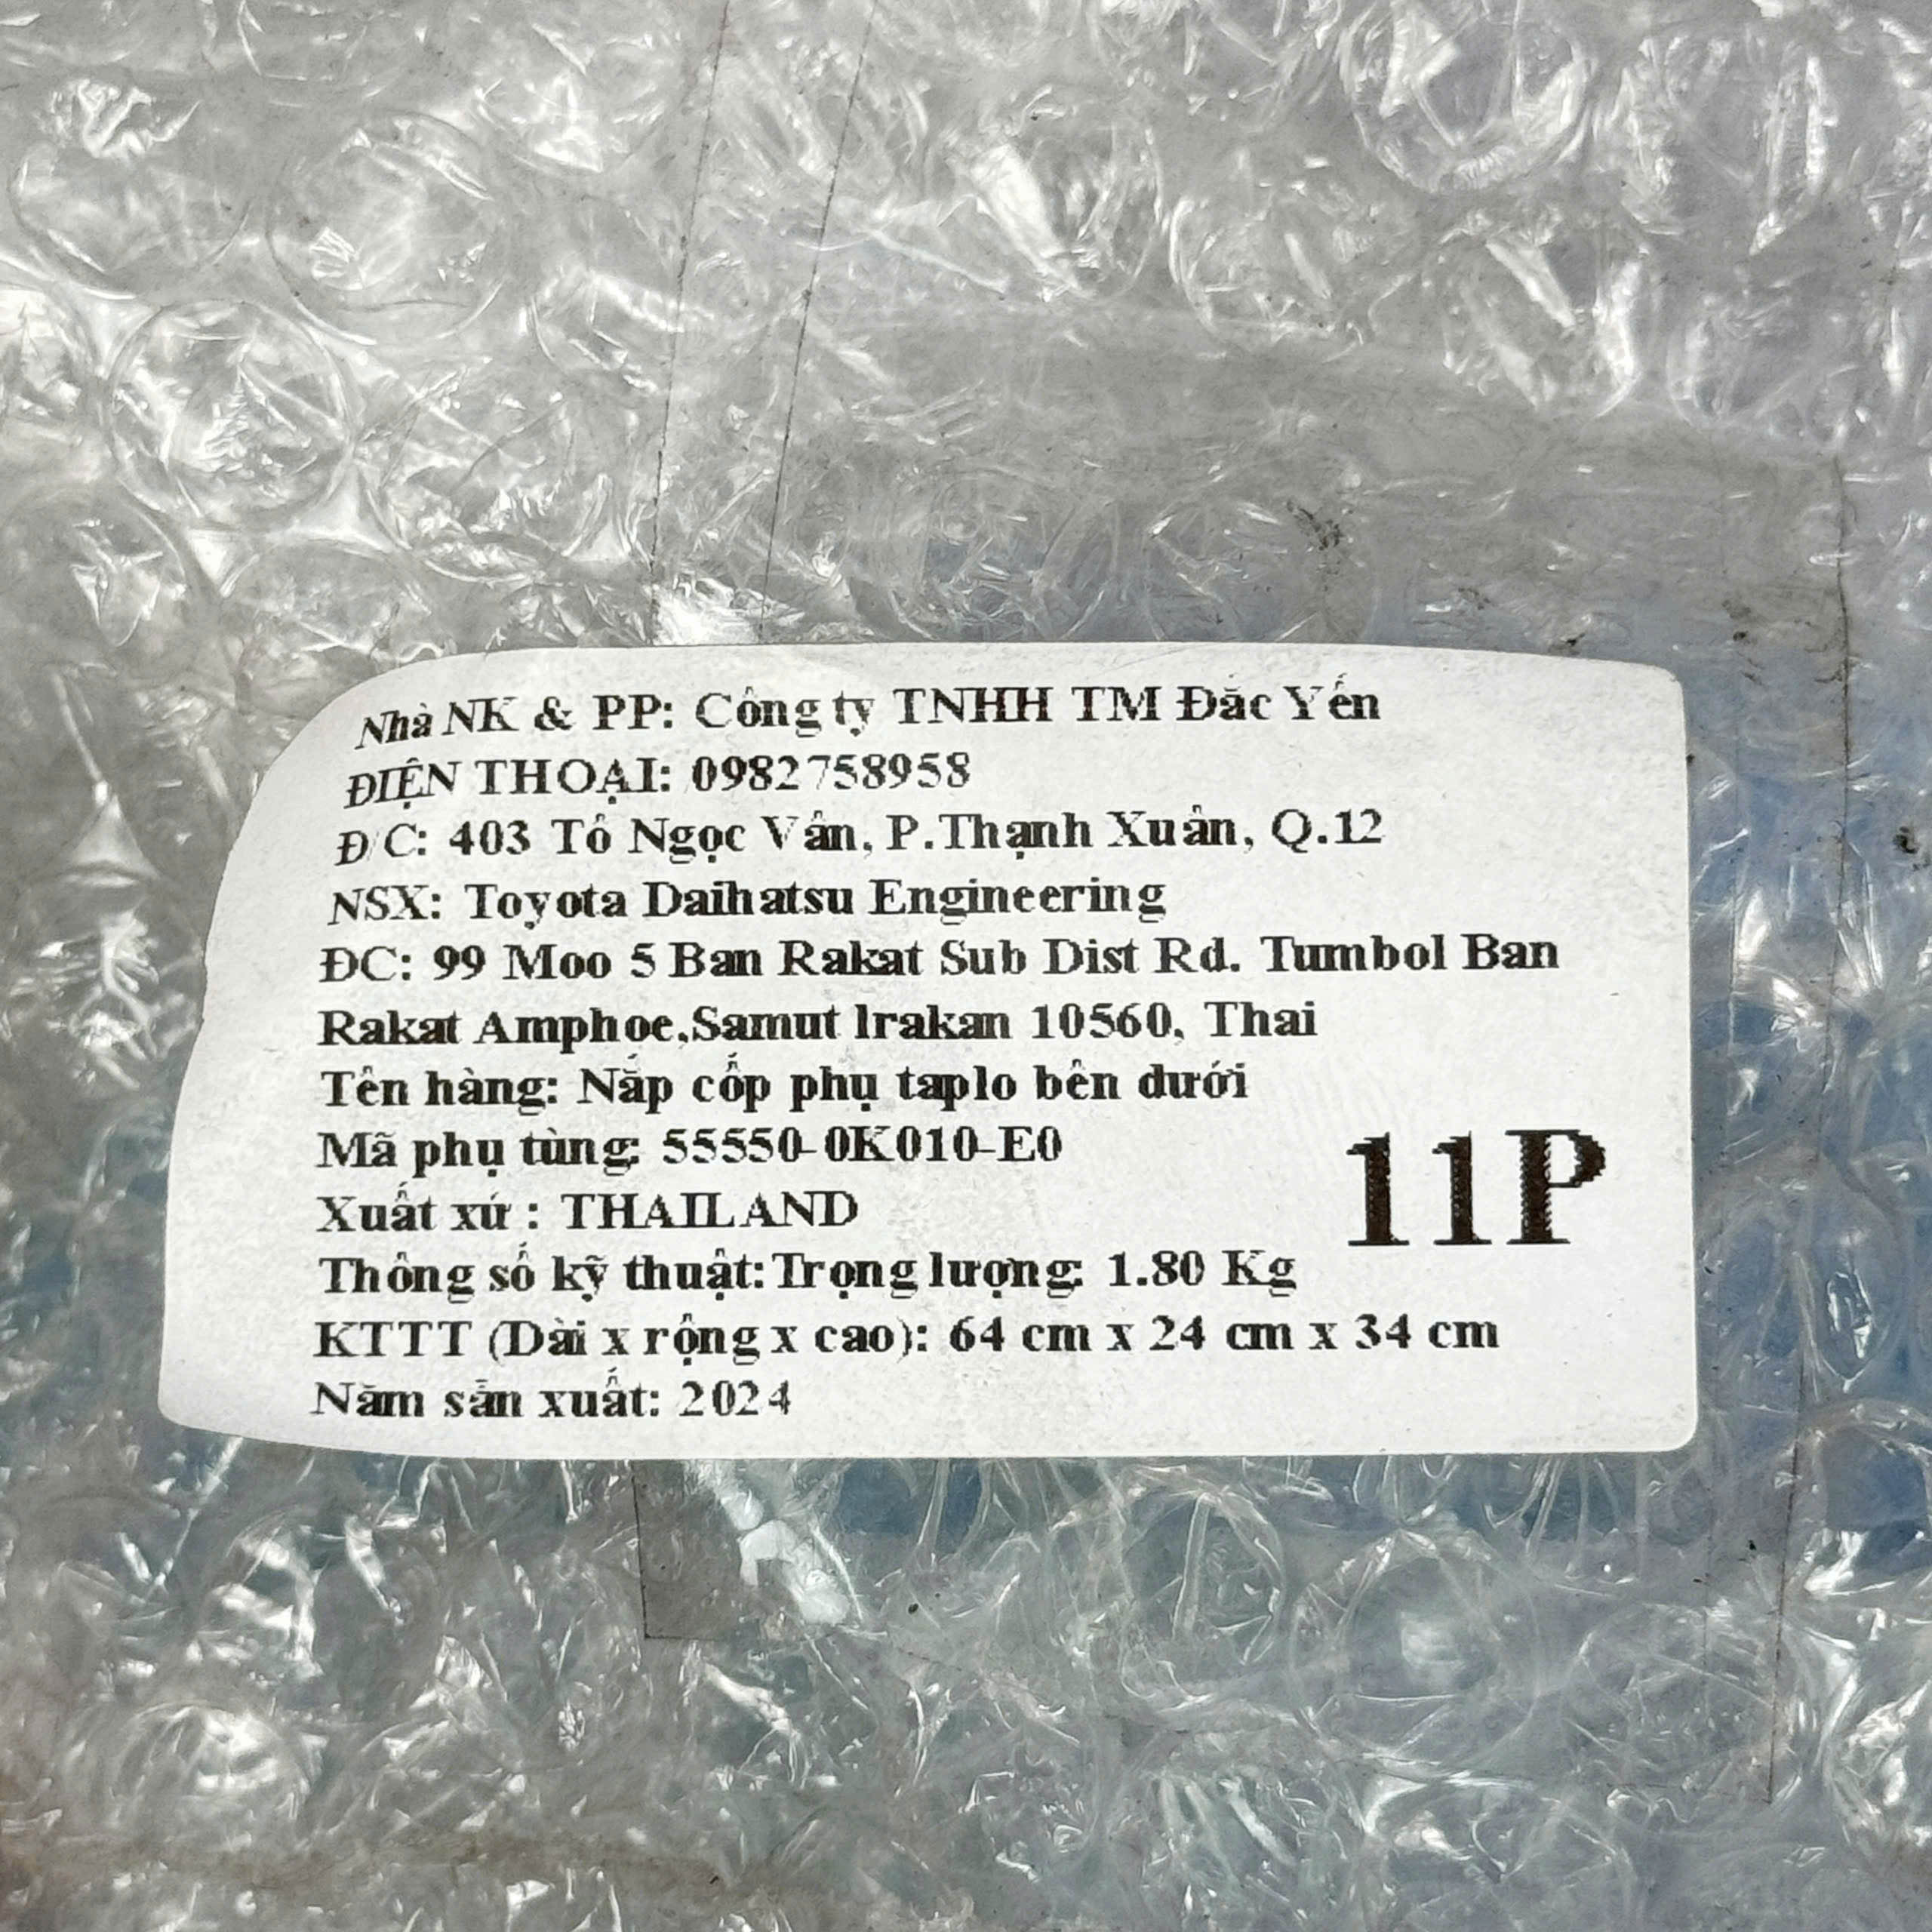 Nhà NK & PP: Công ty TNHH TM Đắc Yến
ĐIỆN THOẠI: 0982758958
Đ/C: 403 Tô Ngọc Vân, P.Thạnh Xuân, Q.12
NSX: Toyota Daihatsu Engineering
ĐC: 99 Moo 5 Ban Rakat Sub Dist Rd. Tumbol Ban
Rakat Amphoe,Samut lrakan 10560, Thai
Tên hàng: Nắp cốp phụ taplo bên dưới
Mã phụ tùng: 55550-0K010-E0
11P
Xuất xứ : THAILAND
Thông số kỹ thuật: Trọng lượng: 1.80 Kg
KTTT (Dài x rộng x cao): 64 cm x 24 cm x 34 cm
Năm sản xuất: 2024